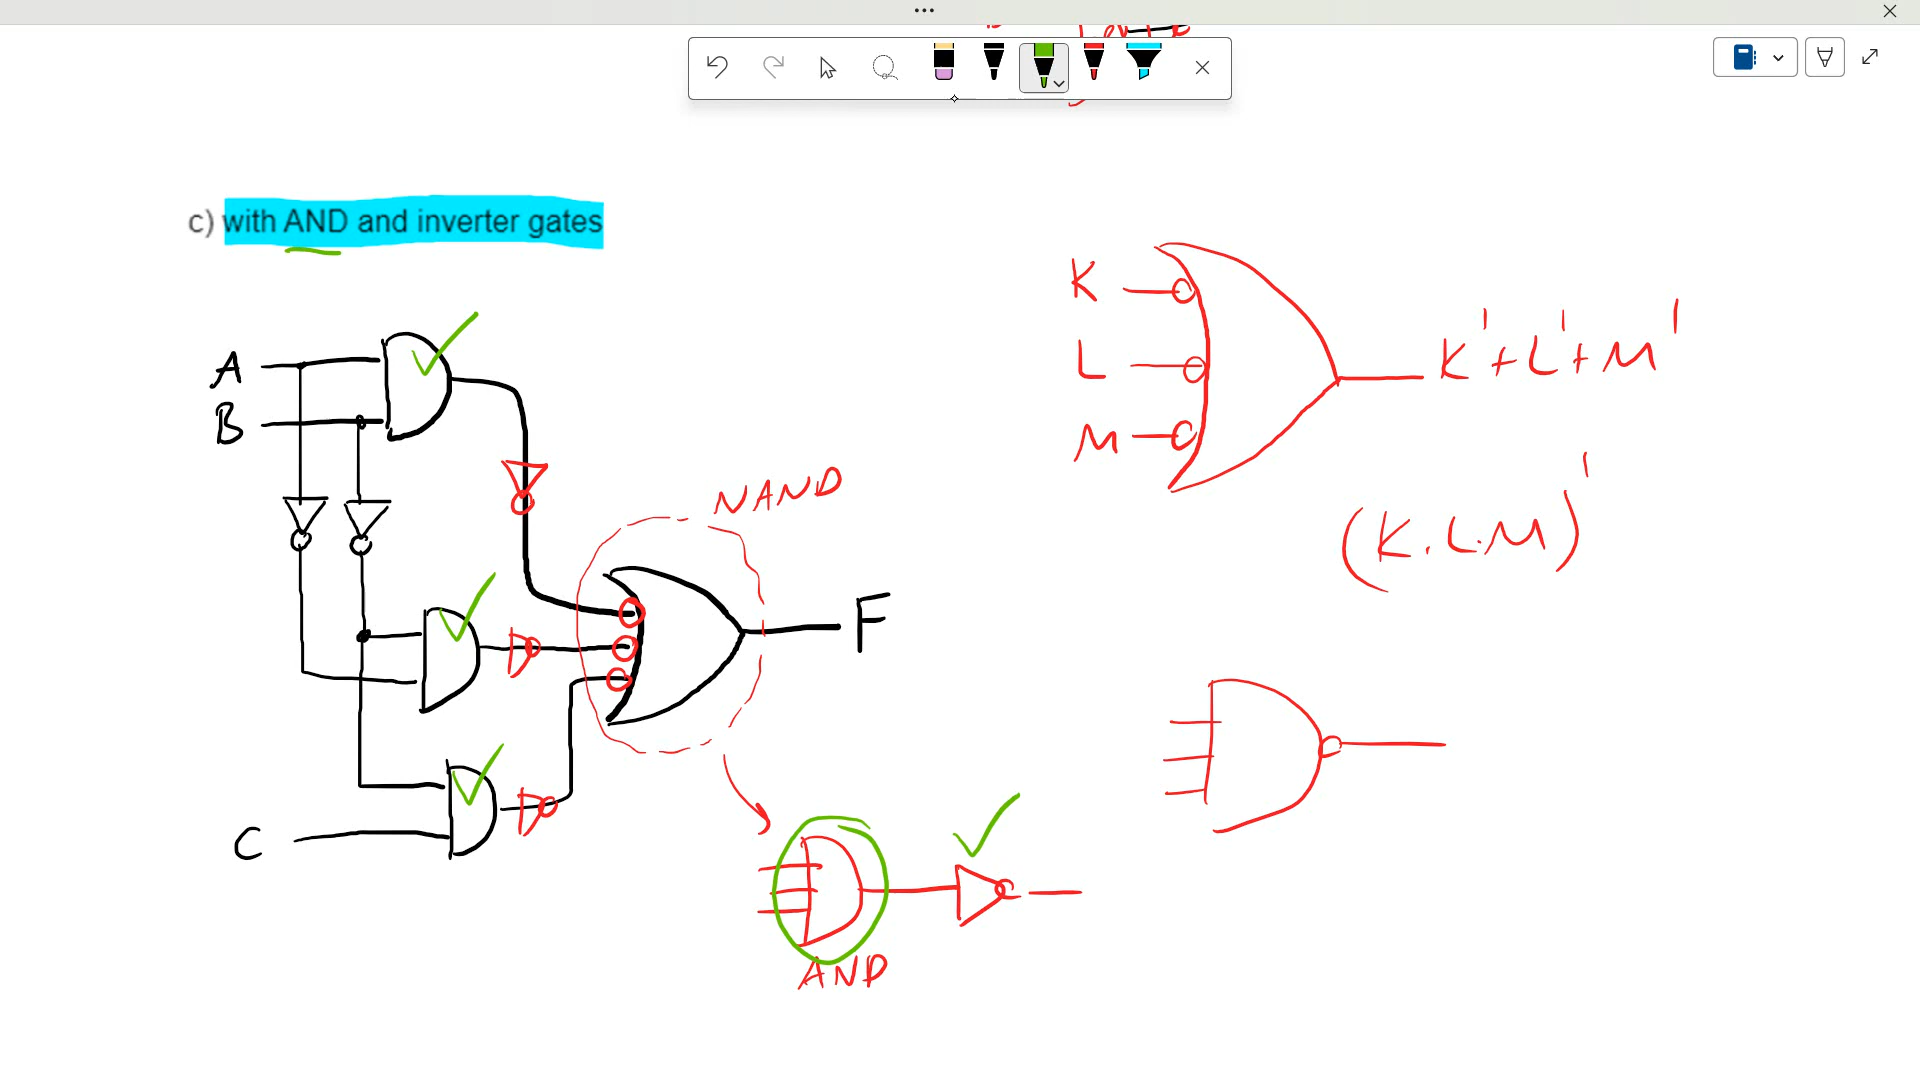 c) with AND and inverter gates
A
B
C
F
NAND
AND
K
L
M
K'+L'+M'
(K.L.M)'